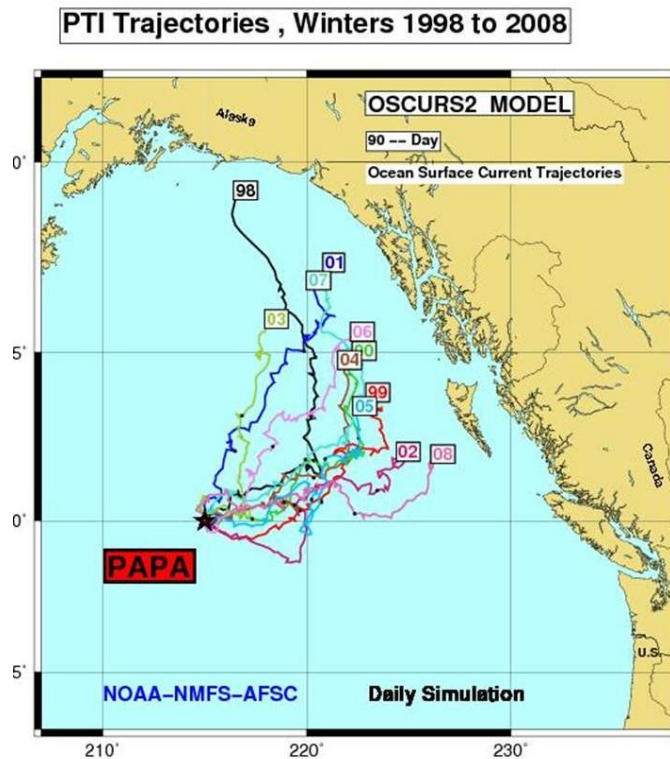 PTI Trajectories , Winters 1998 to 2008
Alaska
OSCURS2 MODEL
90 -- Day
Ocean Surface Current Trajectories
0˚
98
01
07
03
06
00
5˚
04
99
05
02
08
Canada
0˚
PAPA
U.S.
5˚
NOAA-NMFS-AFSC
Daily Simulation
210˚
220˚
230˚